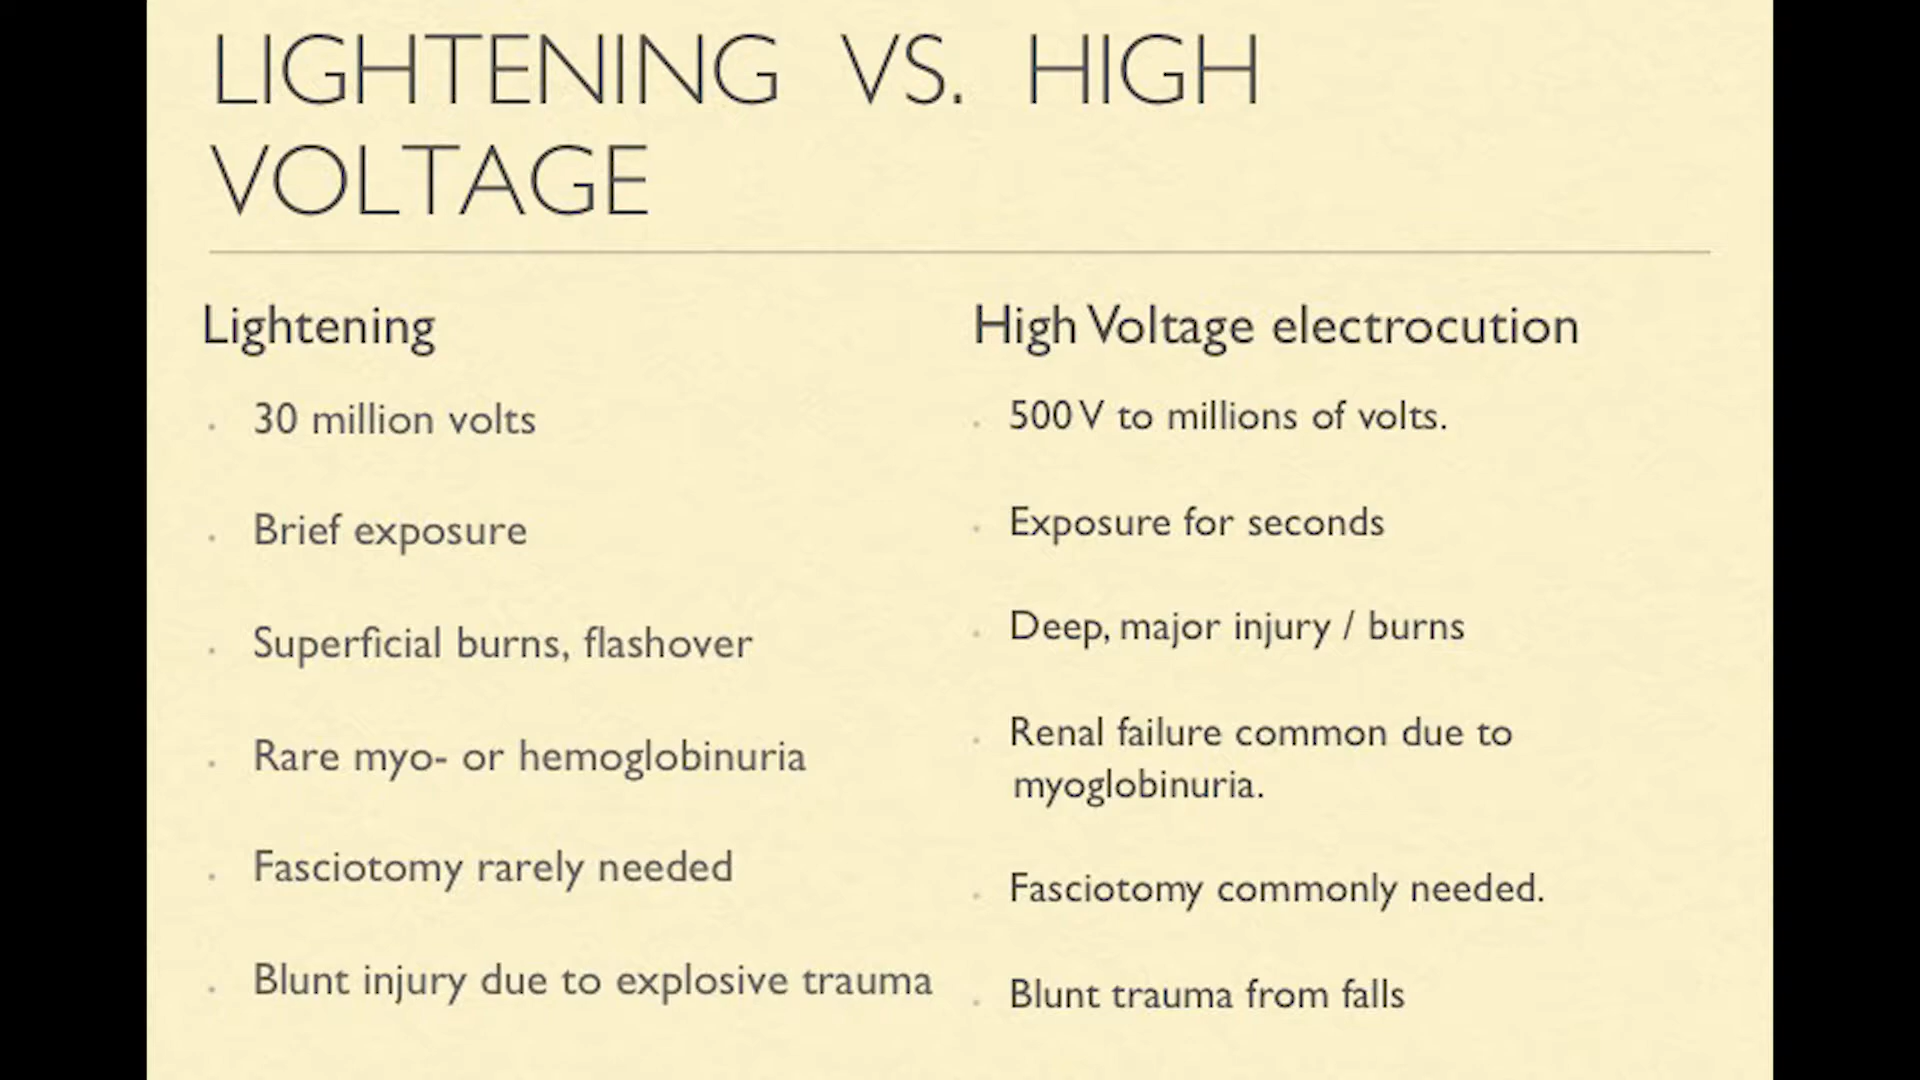 LIGHTENING VS. HIGH
VOLTAGE
Lightening
30 million volts
Brief exposure
Superficial burns, flashover
Rare myo- or hemoglobinuria
Fasciotomy rarely needed
Blunt injury due to explosive trauma
High Voltage electrocution
500 V to millions of volts.
Exposure for seconds
Deep, major injury / burns
Renal failure common due to
myoglobinuria.
Fasciotomy commonly needed.
Blunt trauma from falls